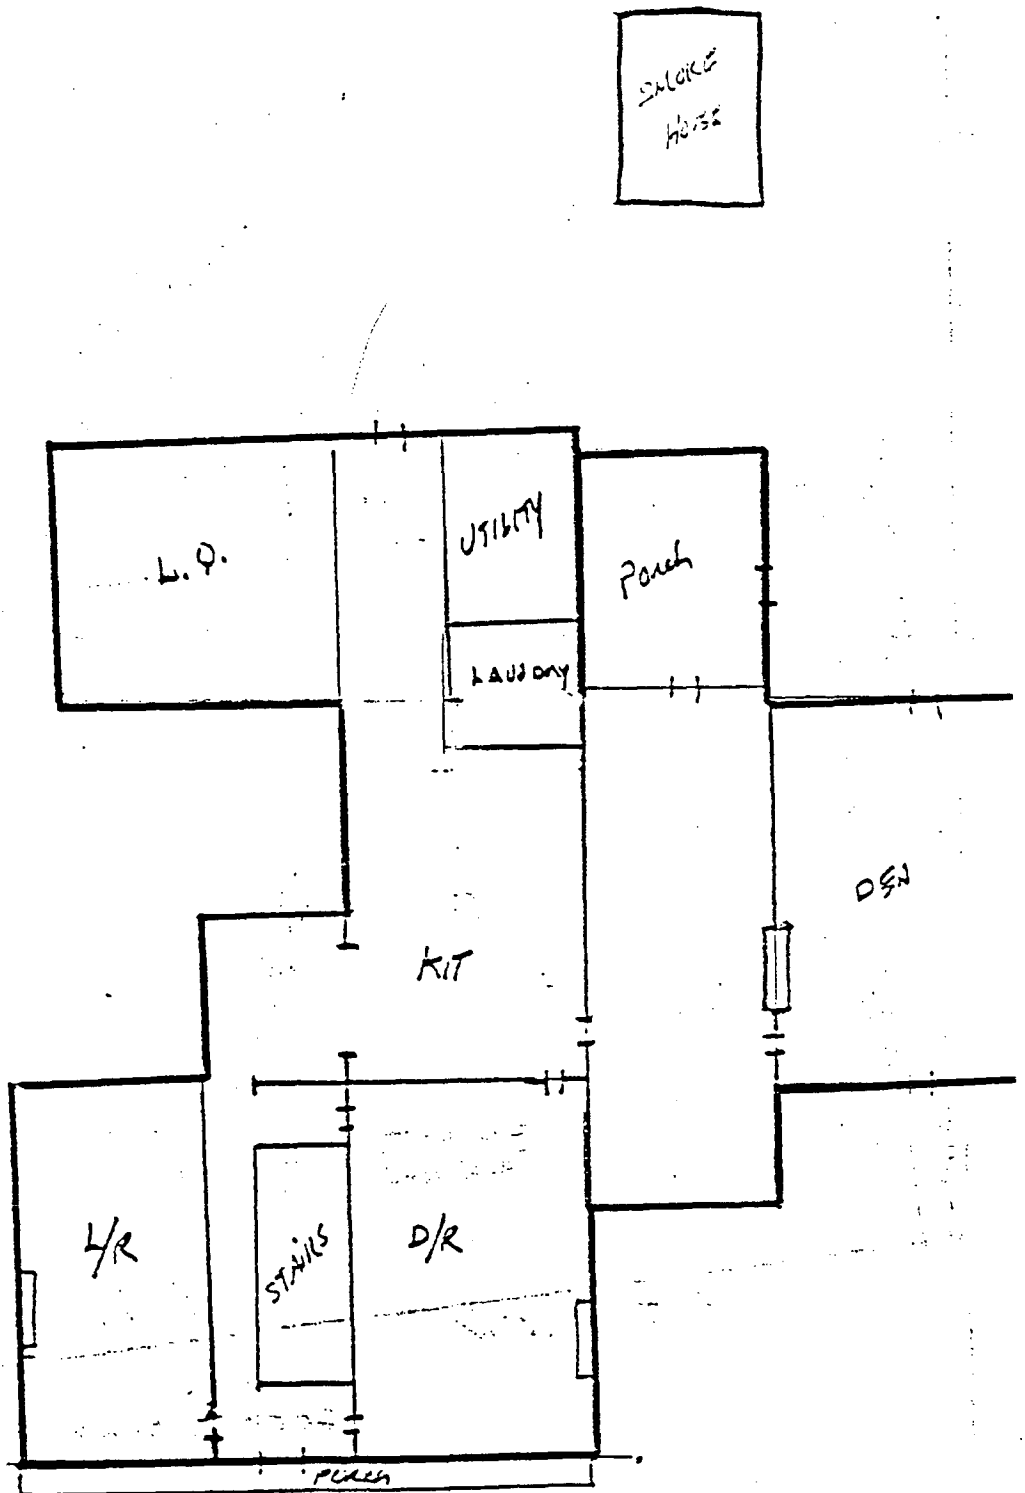 SMOKE
HOUSE
L.Q.
UTILITY
Porch
LAUNDRY
DEN
KIT
L/R
STAIRS
D/R
PORCH